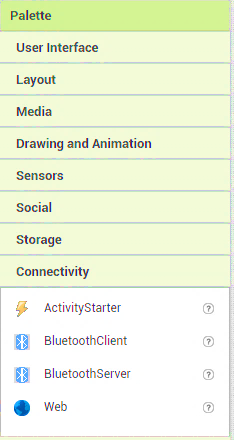 Palette
User Interface
Layout
Media
Drawing and Animation
Sensors
Social
Storage
Connectivity
ActivityStarter ?
BluetoothClient ?
BluetoothServer ?
Web ?